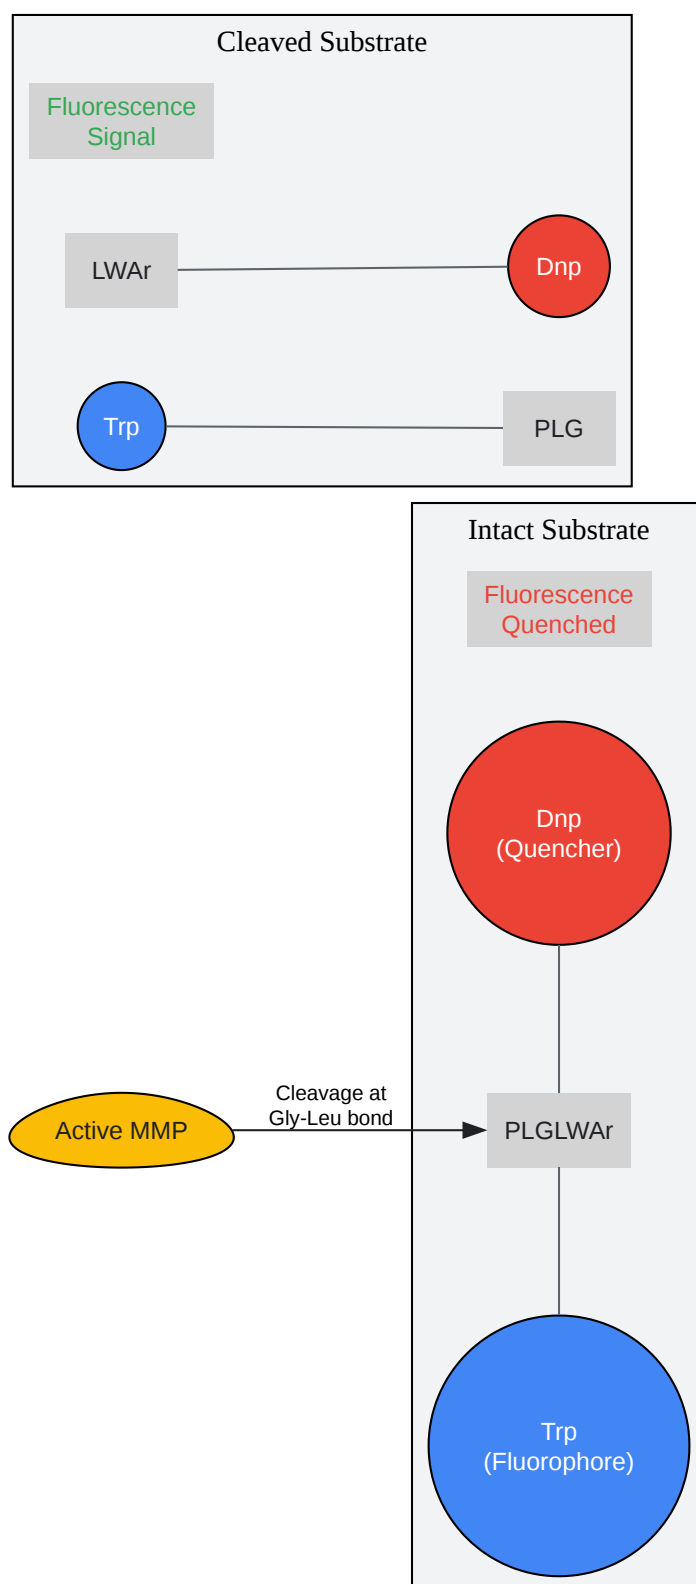 Cleaved Substrate
Fluorescence
Signal
LWAr
Dnp
Trp
PLG
Intact Substrate
Fluorescence
Quenched
Dnp
(Quencher)
Cleavage at
Gly-Leu bond
Active MMP
PLGLWAr
Trp
(Fluorophore)